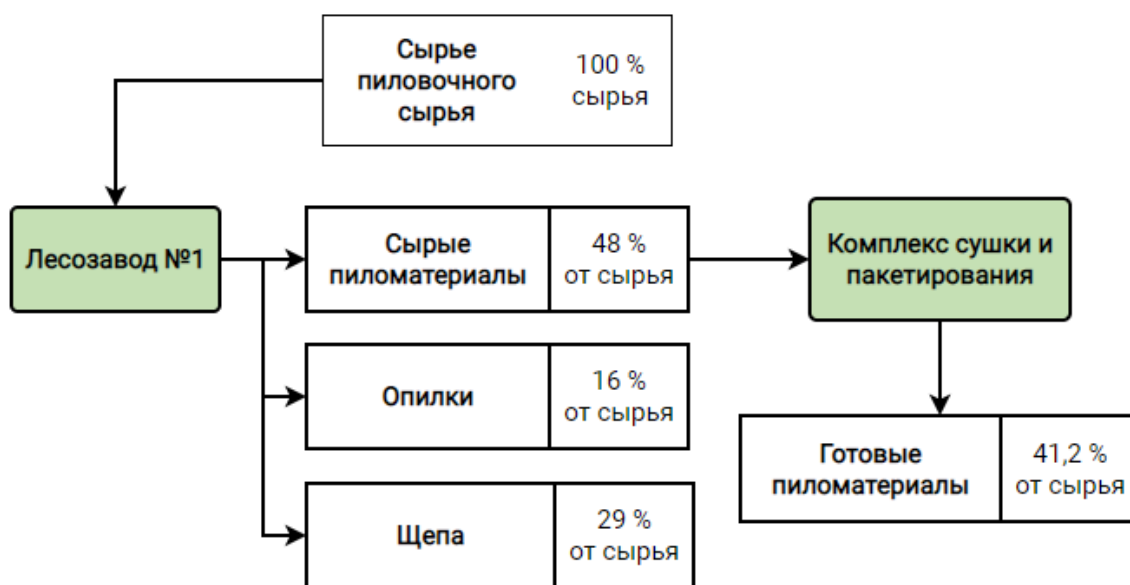 Сырье
пиловочного
сырья
100 %
сырья
Лесозавод №1
Сырые
пиломатериалы
48 %
от сырья
Комплекс сушки и
пакетирования
Опилки
16 %
от сырья
Готовые
пиломатериалы
41,2 %
от сырья
Щепа
29 %
от сырья